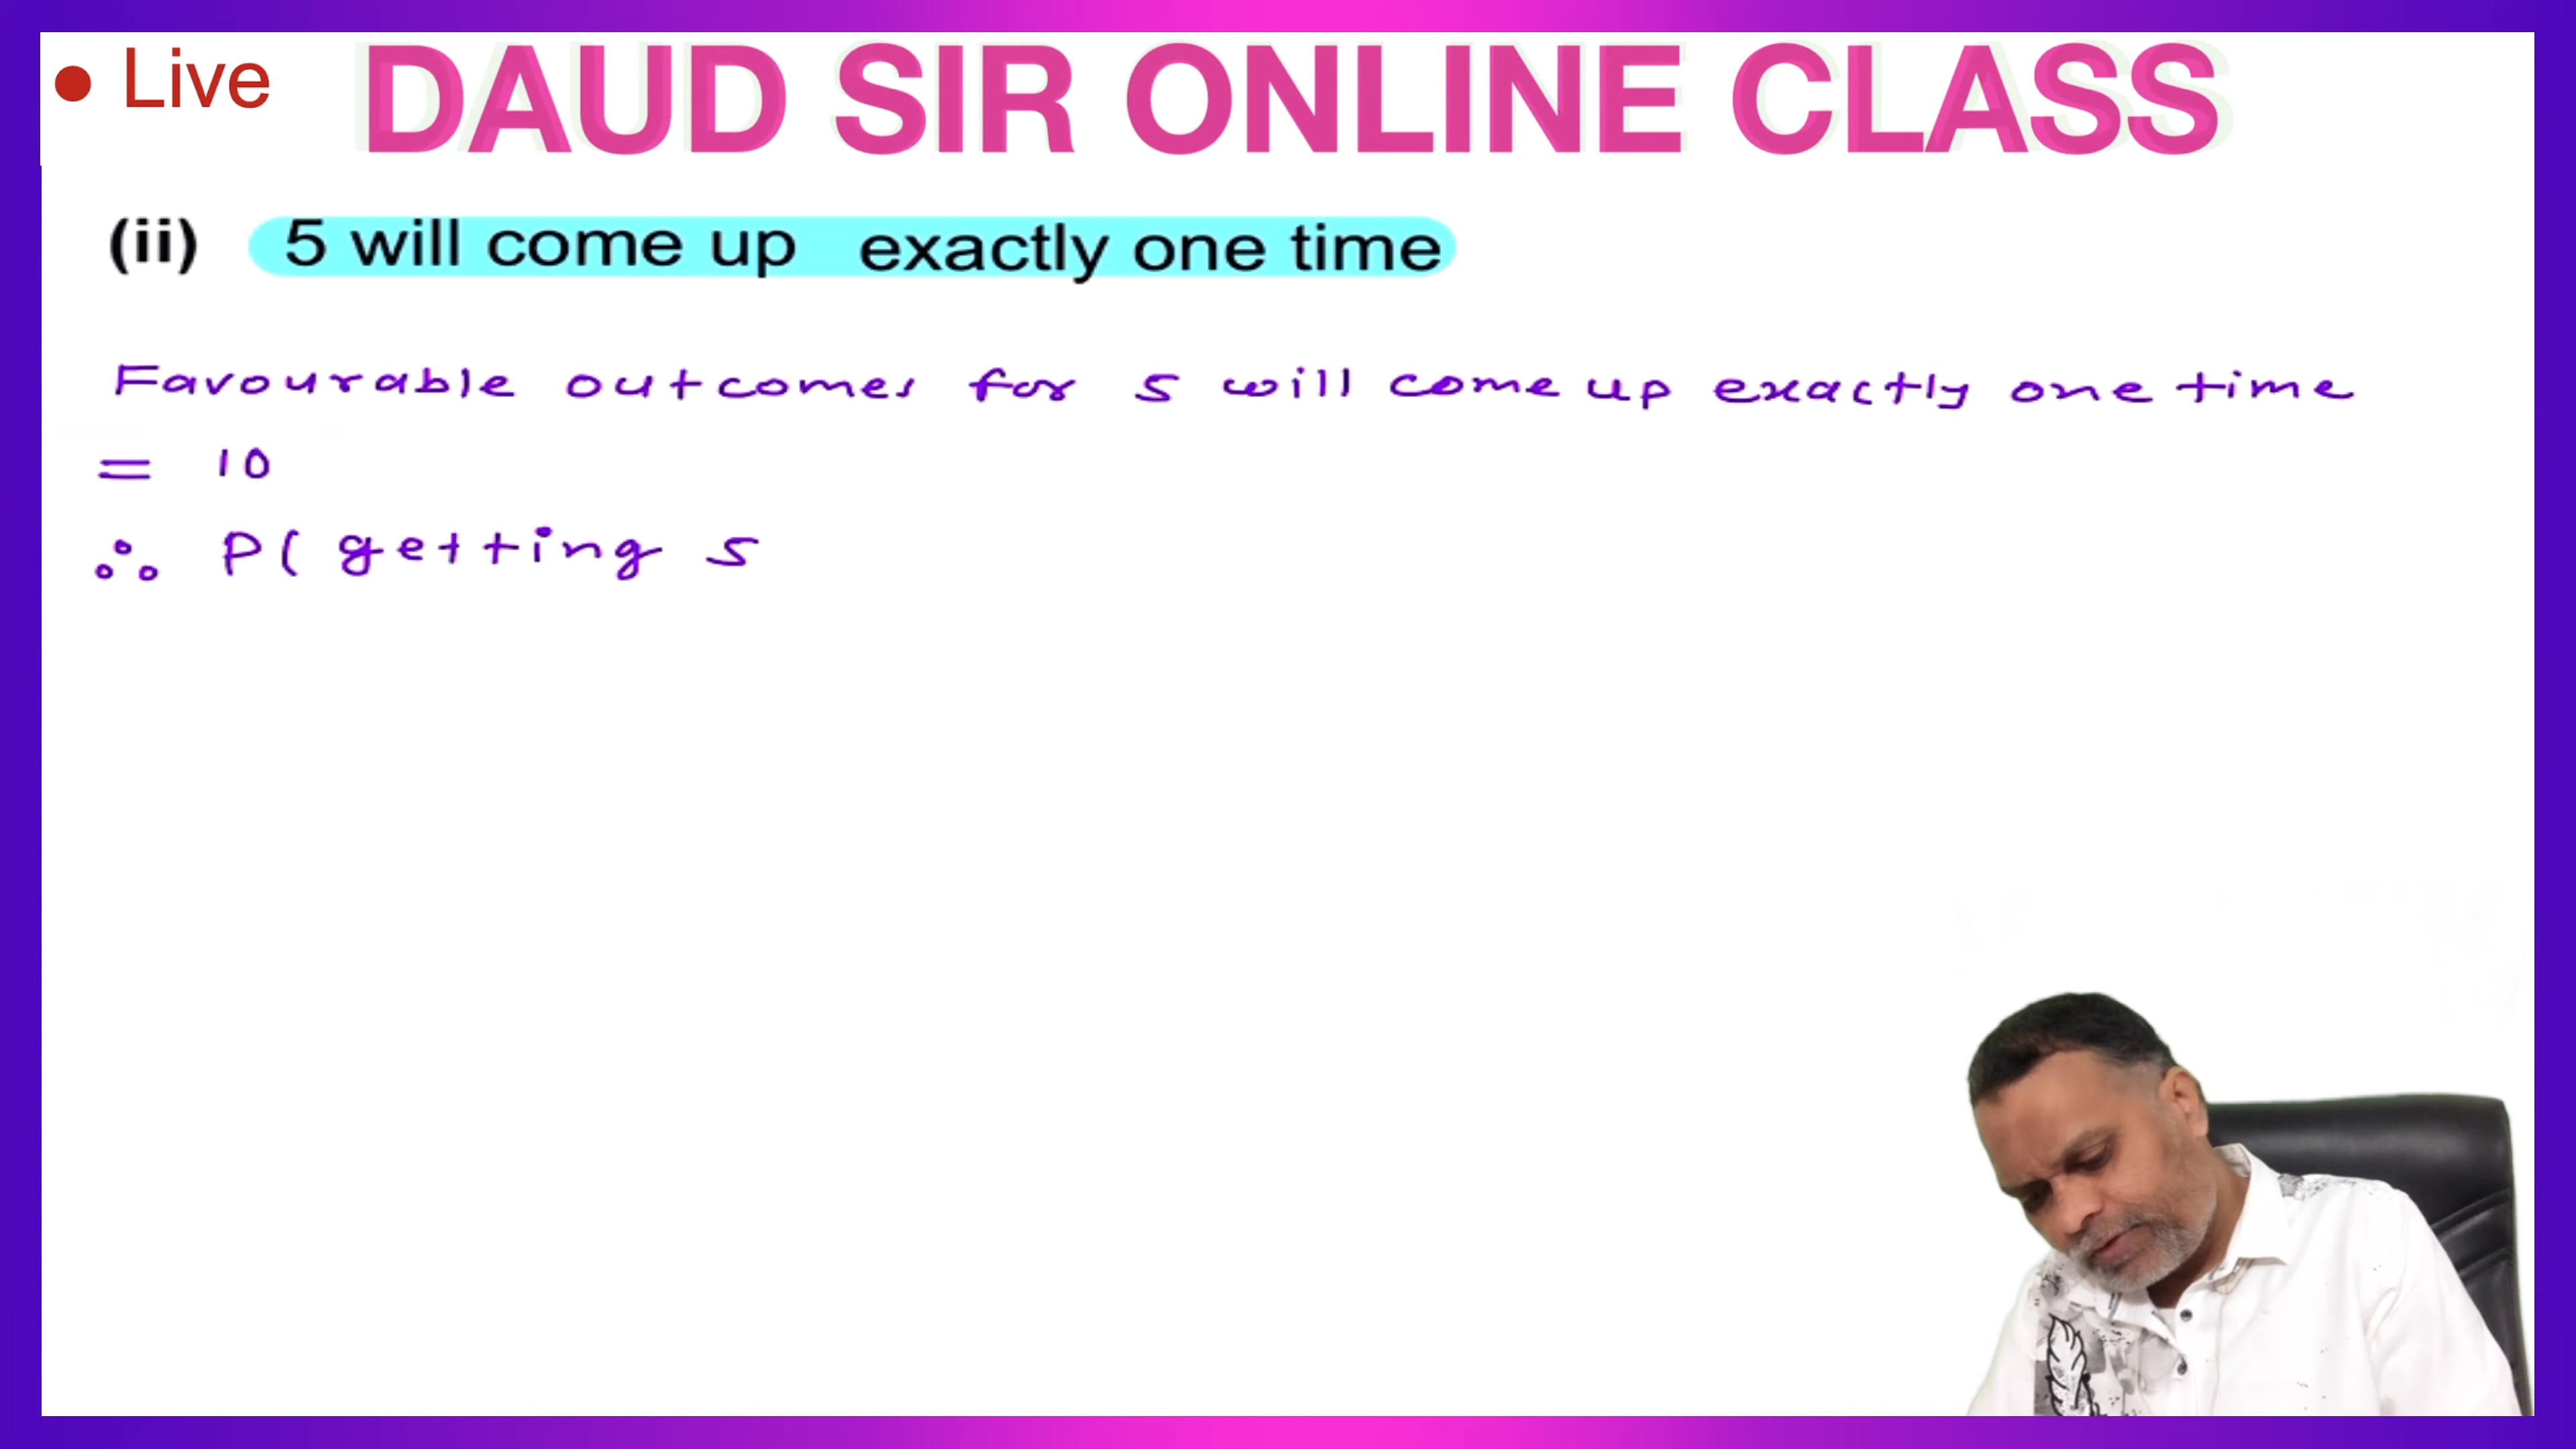 Live DAUD SIR ONLINE CLASS
(ii) 5 will come up exactly one time
Favourable outcomes for 5 will come up exactly one time
= 10
∴ P( getting 5